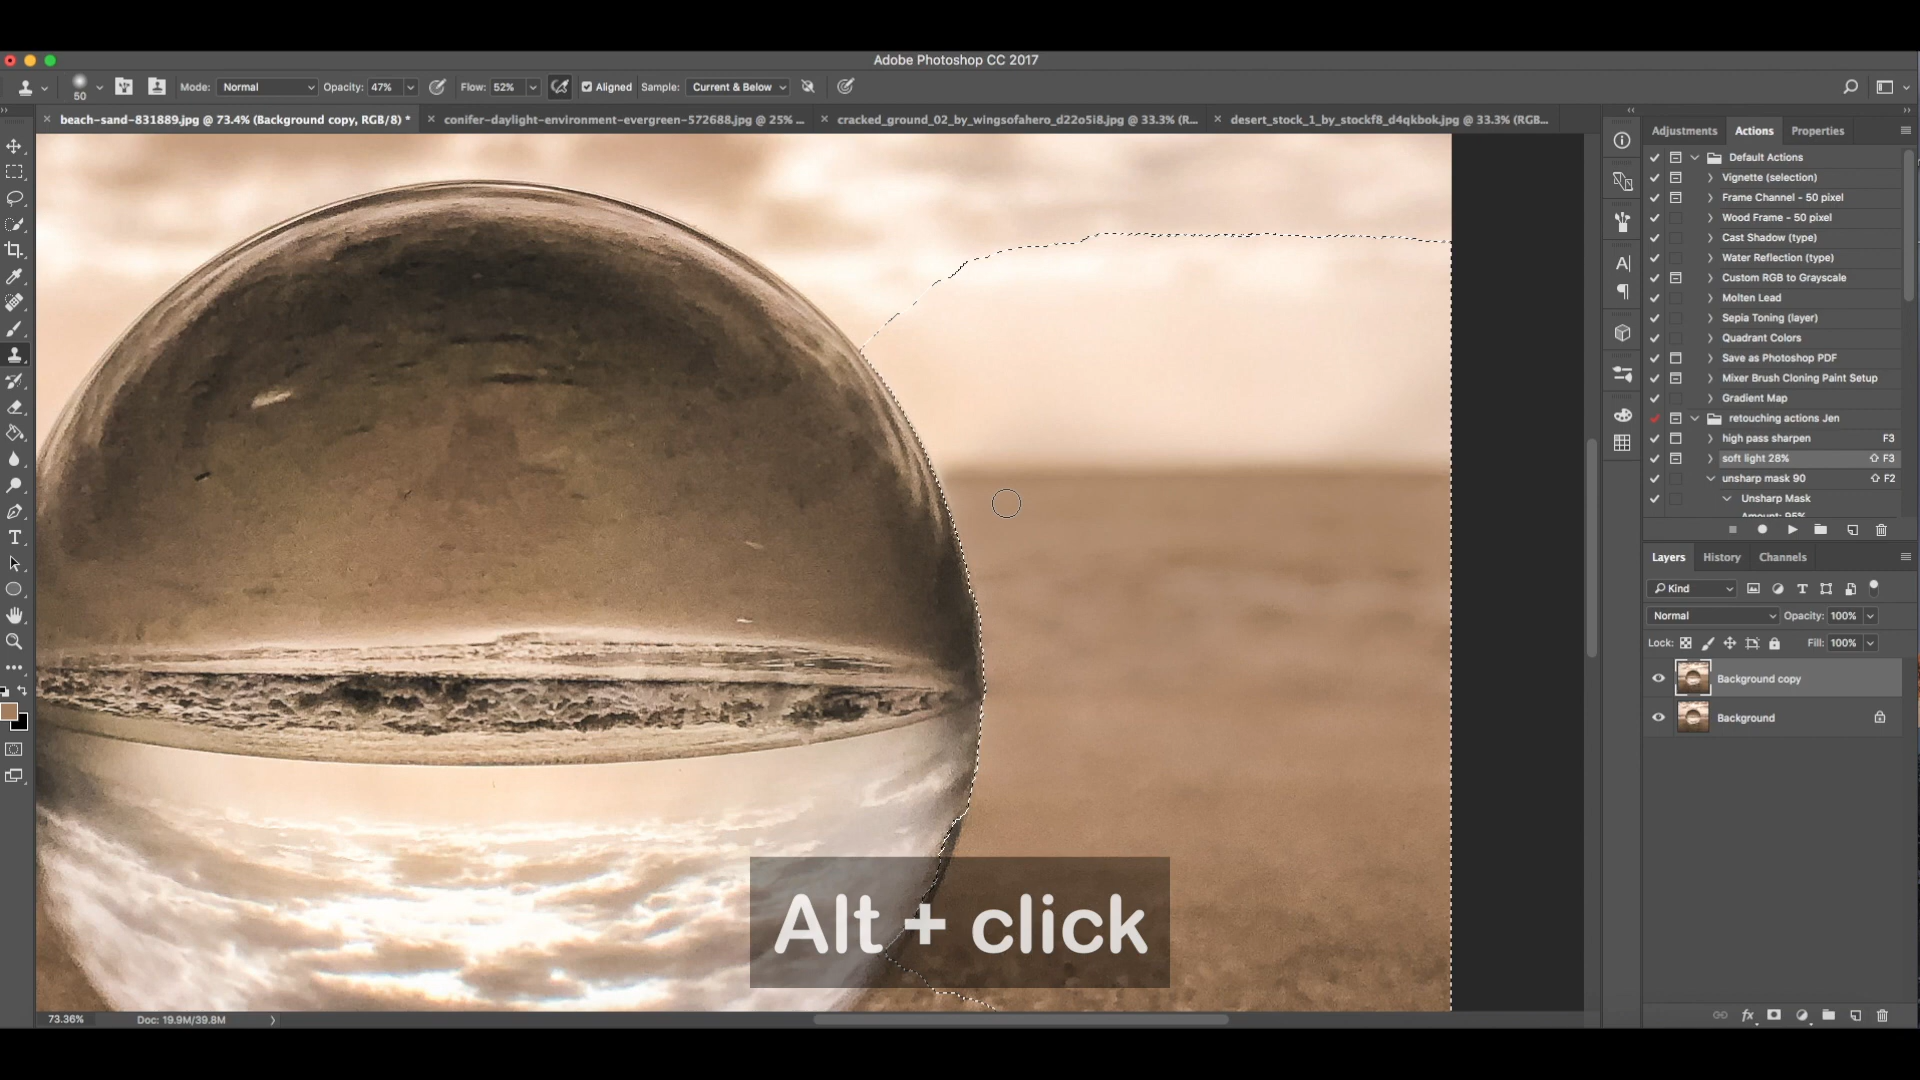 Adobe Photoshop CC 2017
50
Mode: Normal Opacity: 47% Flow: 52% Aligned Sample: Current & Below
beach-sand-831889.jpg @ 73.4% (Background copy, RGB/8) *
conifer-daylight-environment-evergreen-572688.jpg @ 25% ...
cracked_ground_02_by_wingsofahero_d22o5i8.jpg @ 33.3% (R...
desert_stock_1_by_stockf8_d4qkbok.jpg @ 33.3% (RGB...
Adjustments Actions Properties
Default Actions
Vignette (selection)
Frame Channel - 50 pixel
Wood Frame - 50 pixel
Cast Shadow (type)
Water Reflection (type)
Custom RGB to Grayscale
Molten Lead
Sepia Toning (layer)
Quadrant Colors
Save as Photoshop PDF
Mixer Brush Cloning Paint Setup
Gradient Map
retouching actions Jen
high pass sharpen F3
soft light 28% ⇧ F3
unsharp mask 90 ⇧ F2
Unsharp Mask
Layers History Channels
Kind
Normal Opacity: 100%
Lock: Fill: 100%
Background copy
Background
Alt + click
73.36% Doc: 19.9M/39.8M